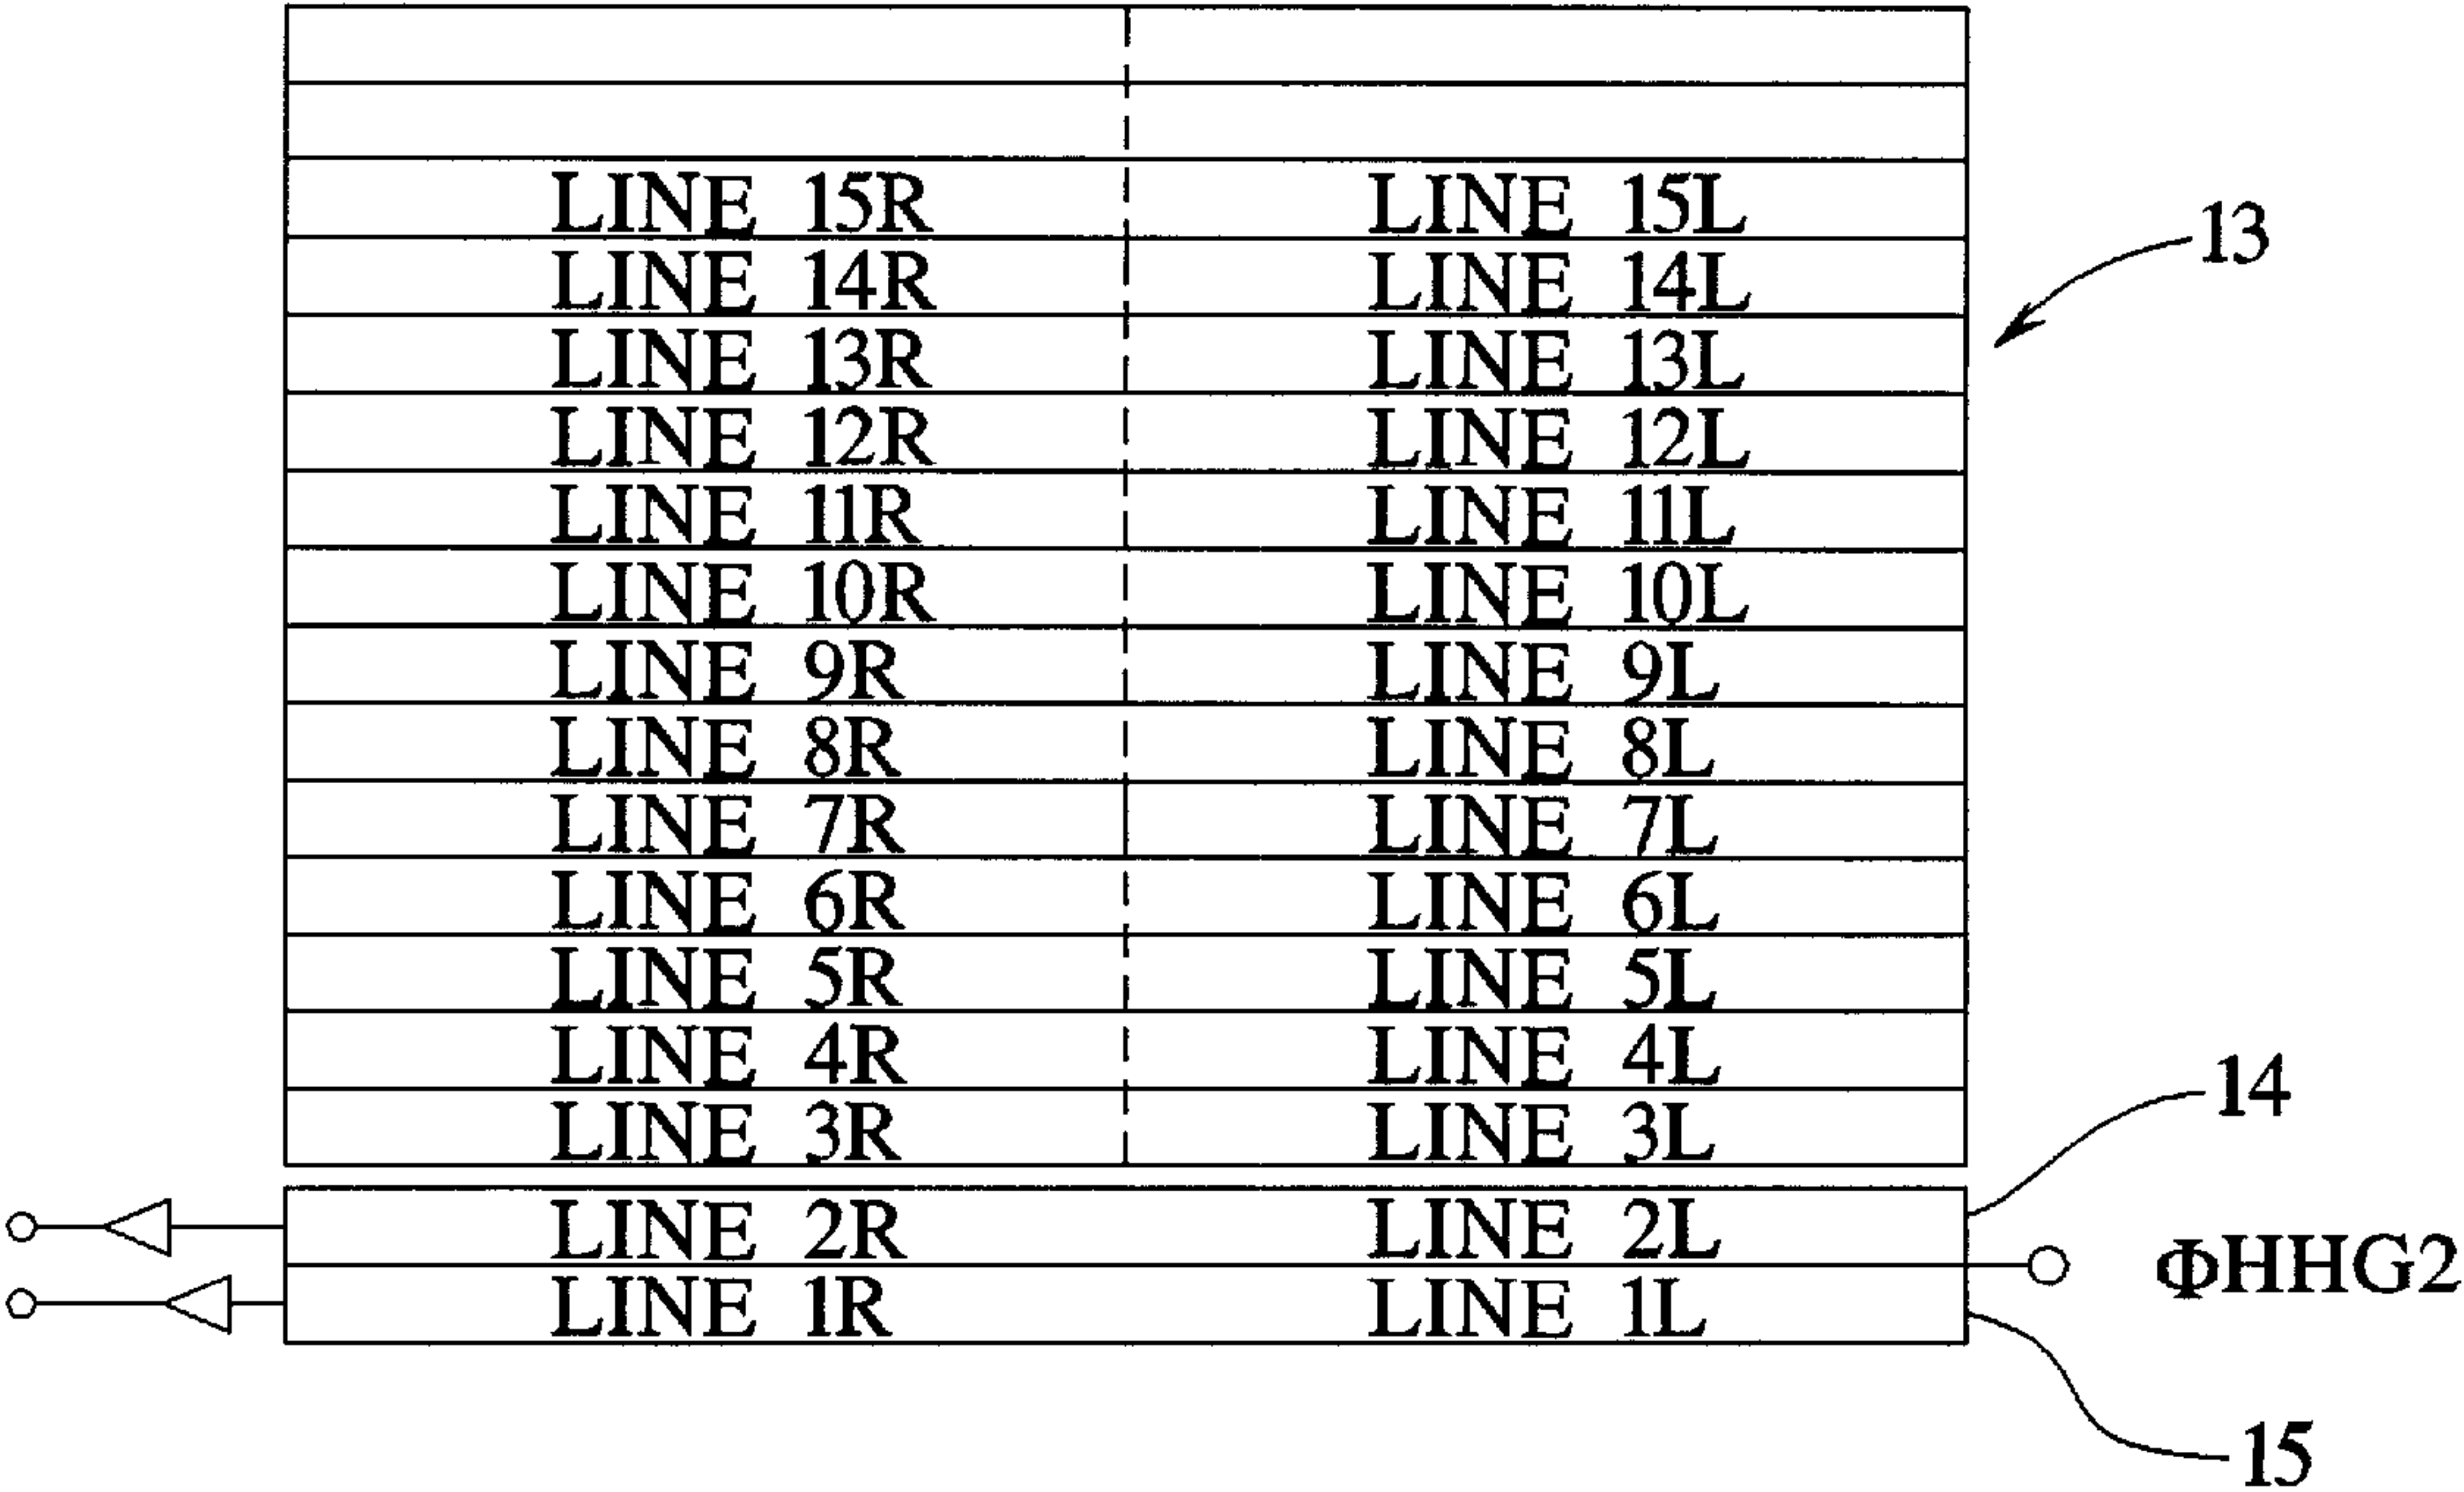 LINE 15R LINE 15L
13
LINE 14R LINE 14L
LINE 13R LINE 13L
LINE 12R LINE 12L
LINE 11R LINE 11L
LINE 10R LINE 10L
LINE 9R LINE 9L
LINE 8R LINE 8L
LINE 7R LINE 7L
LINE 6R LINE 6L
LINE 5R LINE 5L
LINE 4R LINE 4L
14
LINE 3R LINE 3L
LINE 2R LINE 2L
ΦHHG2
LINE 1R LINE 1L
15